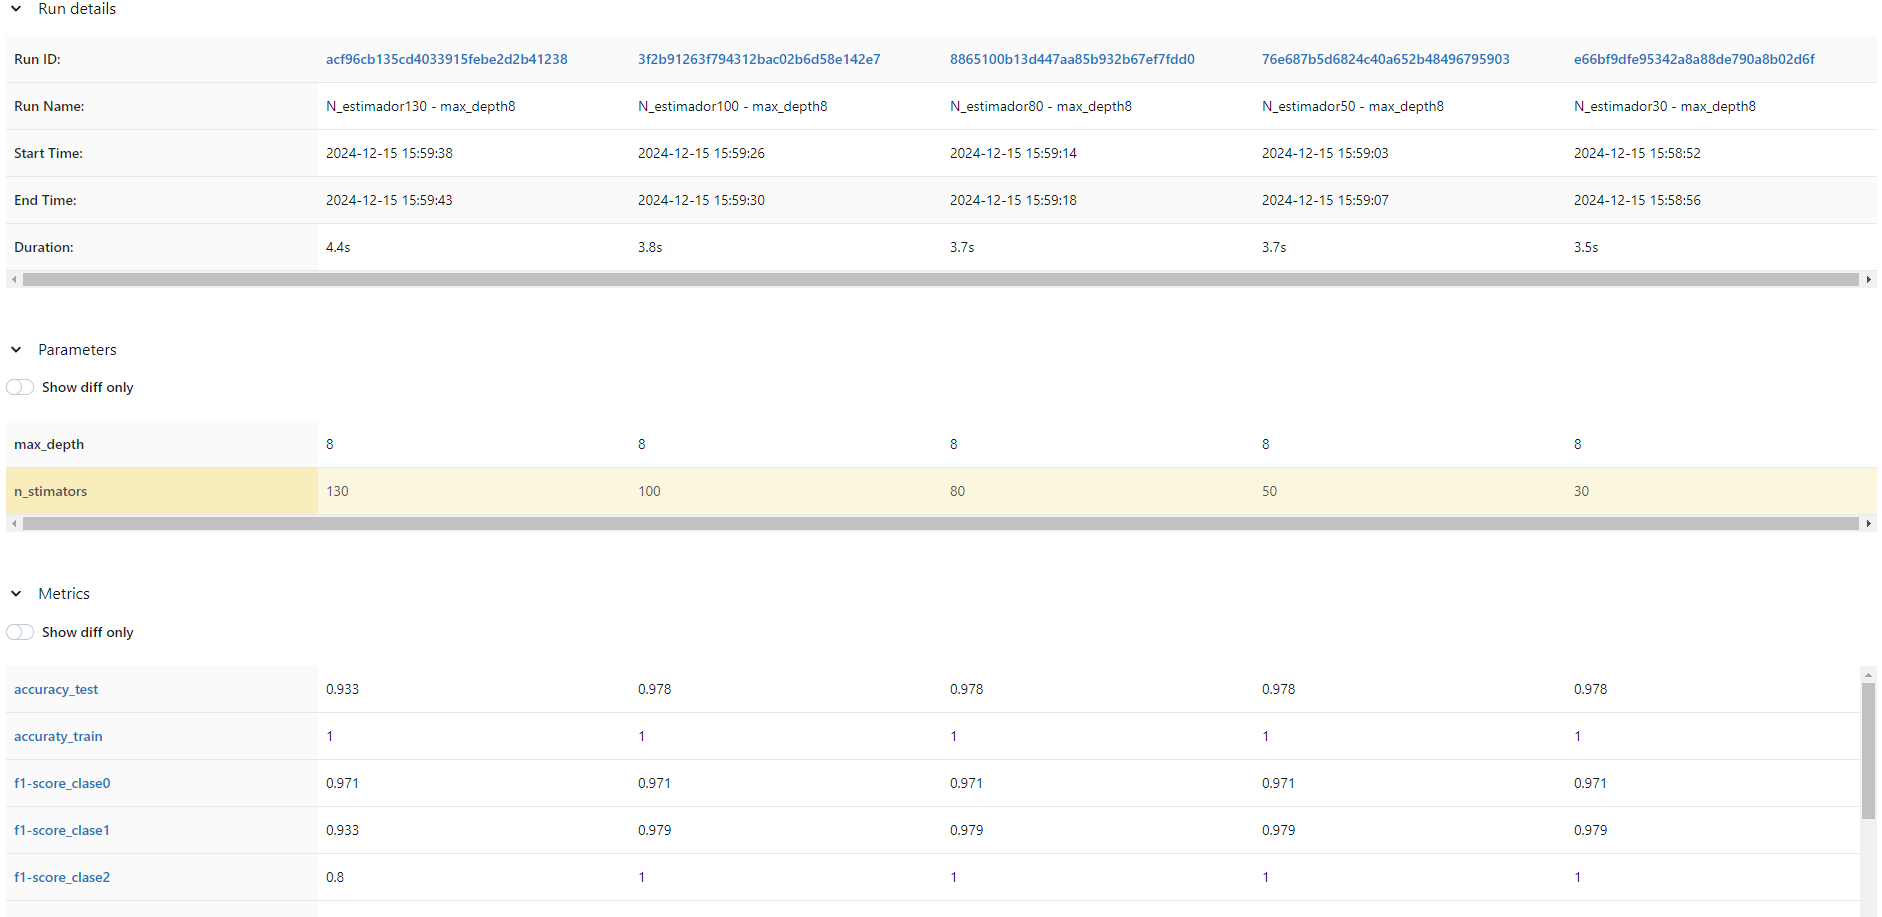 Run details
Run ID: acf96cb135cd4033915febe2d2b41238 3f2b91263f794312bac02b6d58e142e7 8865100b13d447aa85b932b67ef7fdd0 76e687b5d6824c40a652b48496795903 e66bf9dfe95342a8a88de790a8b02d6f
Run Name: N_estimador130 - max_depth8 N_estimador100 - max_depth8 N_estimador80 - max_depth8 N_estimador50 - max_depth8 N_estimador30 - max_depth8
Start Time: 2024-12-15 15:59:38 2024-12-15 15:59:26 2024-12-15 15:59:14 2024-12-15 15:59:03 2024-12-15 15:58:52
End Time: 2024-12-15 15:59:43 2024-12-15 15:59:30 2024-12-15 15:59:18 2024-12-15 15:59:07 2024-12-15 15:58:56
Duration: 4.4s 3.8s 3.7s 3.7s 3.5s
Parameters
Show diff only
max_depth 8 8 8 8 8
n_stimators 130 100 80 50 30
Metrics
Show diff only
accuracy_test 0.933 0.978 0.978 0.978 0.978
accuraty_train 1 1 1 1 1
f1-score_clase0 0.971 0.971 0.971 0.971 0.971
f1-score_clase1 0.933 0.979 0.979 0.979 0.979
f1-score_clase2 0.8 1 1 1 1